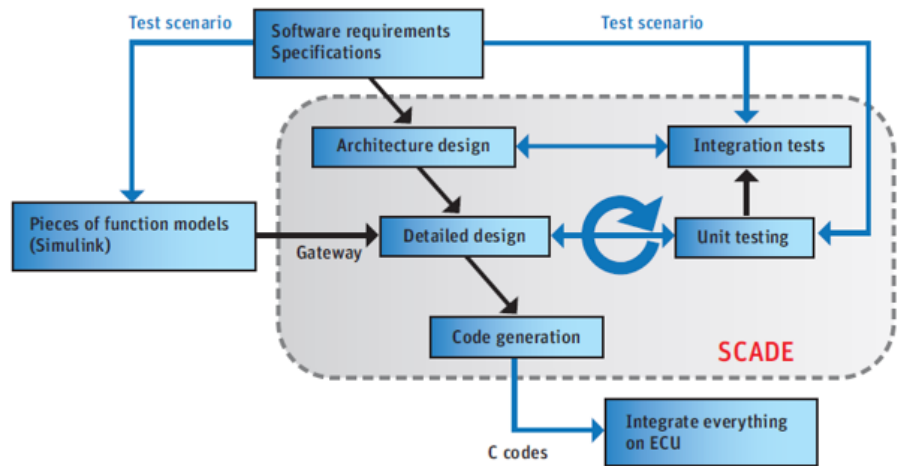 Test scenario
Software requirements
Specifications
Test scenario
Architecture design
Integration tests
Pieces of function models
(Simulink)
Gateway
Detailed design
Unit testing
Code generation
SCADE
C codes
Integrate everything
on ECU